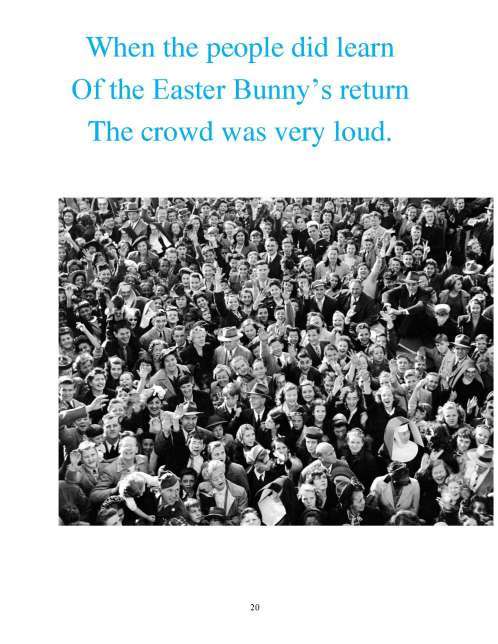 When the people did learn
Of the Easter Bunny’s return
The crowd was very loud.
20